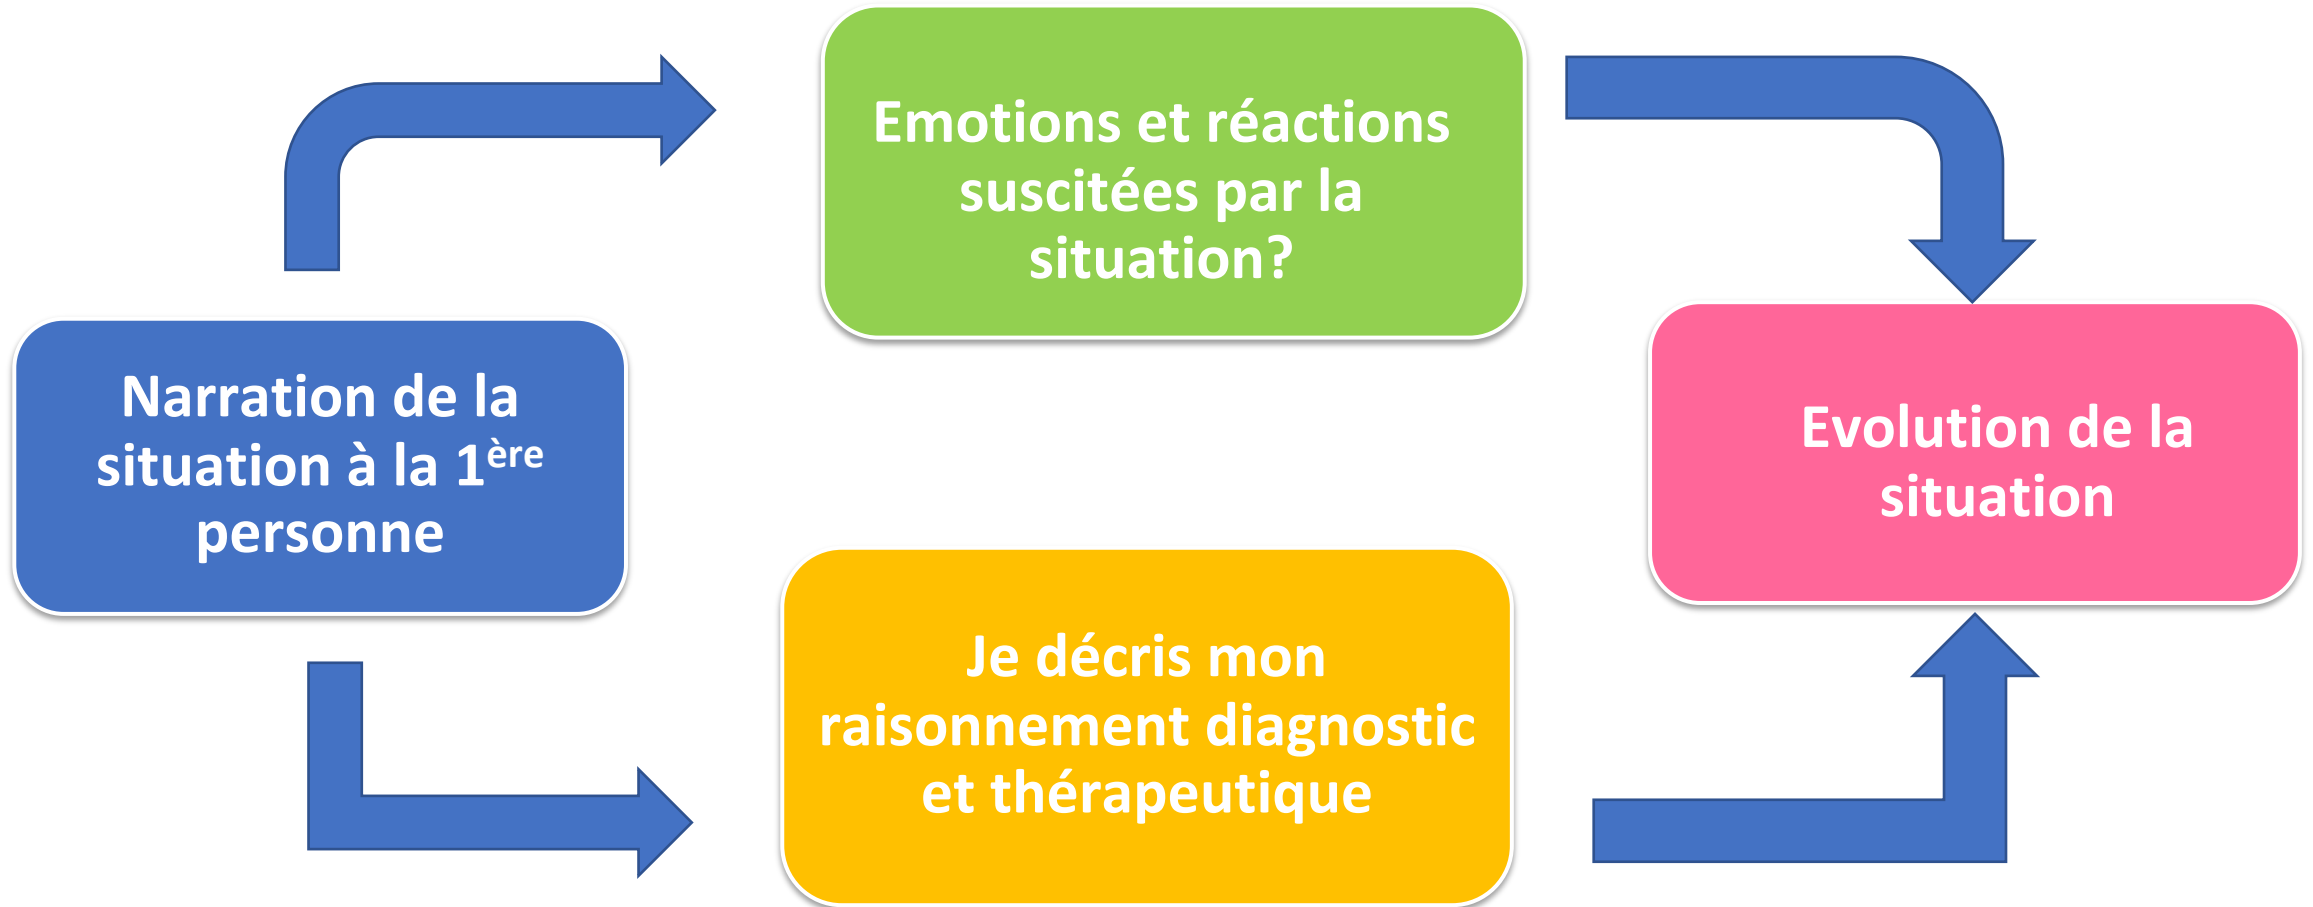 Emotions et réactions
suscitées par la
situation?
Narration de la
situation à la 1ère
personne
Evolution de la
situation
Je décris mon
raisonnement diagnostic
et thérapeutique